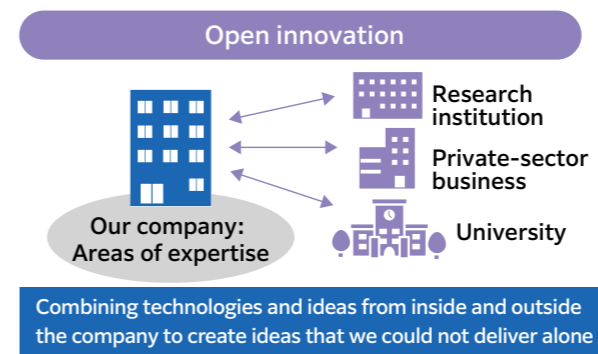 Open innovation
Research
institution
Private-sector
business
University
Our company:
Areas of expertise
Combining technologies and ideas from inside and outside
the company to create ideas that we could not deliver alone